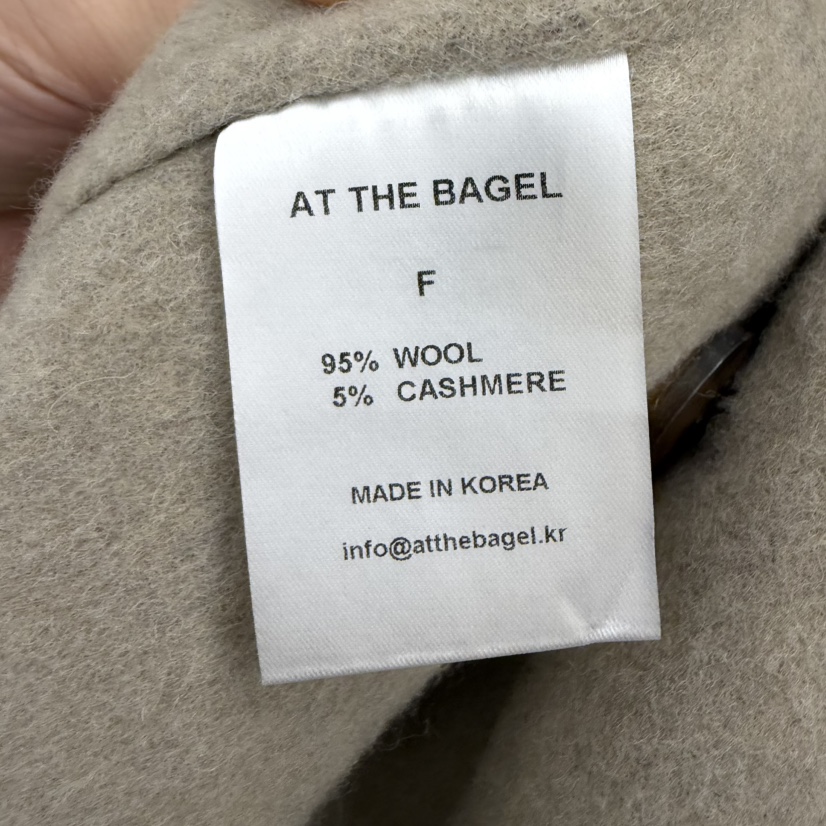 AT THE BAGEL
F
95% WOOL
5% CASHMERE
MADE IN KOREA
info@atthebagel.kr